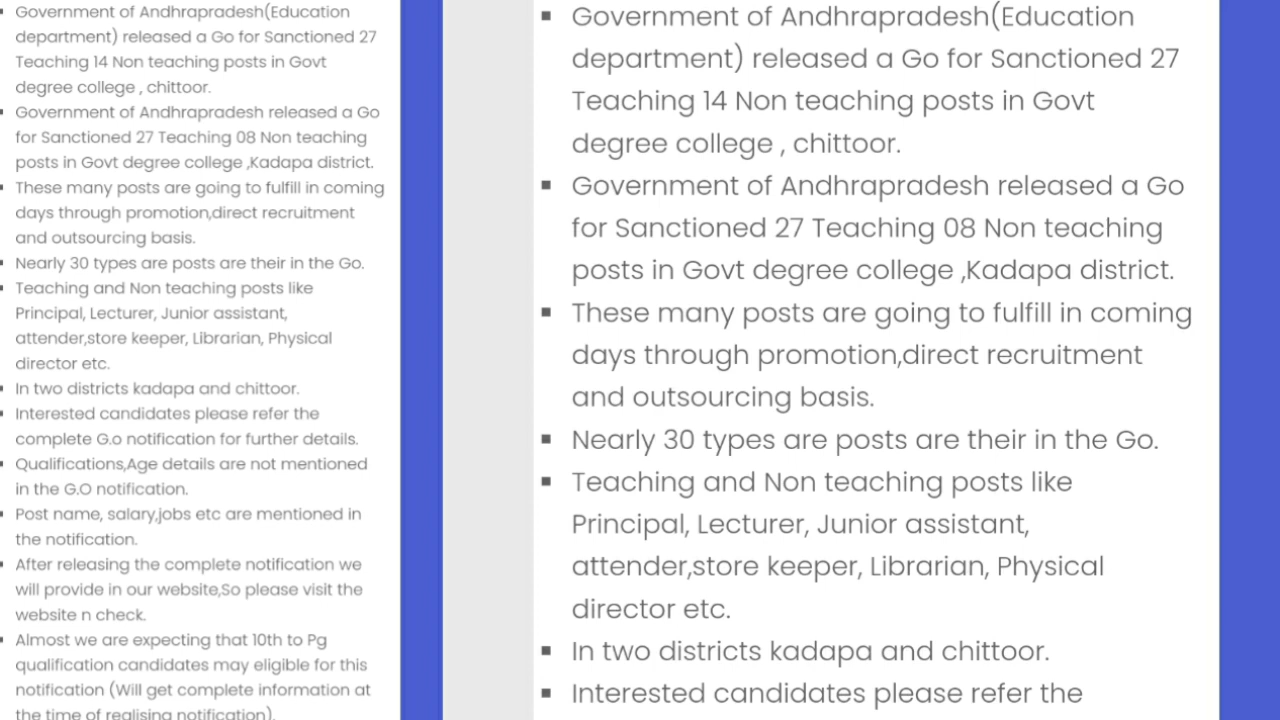 Government of Andhrapradesh(Education
department) released a Go for Sanctioned 27
Teaching 14 Non teaching posts in Govt
degree college , chittoor.
Government of Andhrapradesh released a Go
for Sanctioned 27 Teaching 08 Non teaching
posts in Govt degree college ,Kadapa district.
These many posts are going to fulfill in coming
days through promotion,direct recruitment
and outsourcing basis.
Nearly 30 types are posts are their in the Go.
Teaching and Non teaching posts like
Principal, Lecturer, Junior assistant,
attender,store keeper, Librarian, Physical
director etc.
In two districts kadapa and chittoor.
Interested candidates please refer the
complete G.o notification for further details.
Qualifications,Age details are not mentioned
in the G.O notification.
Post name, salary,jobs etc are mentioned in
the notification.
After releasing the complete notification we
will provide in our website,So please visit the
website n check.
Almost we are expecting that 10th to Pg
qualification candidates may eligible for this
notification (Will get complete information at
the time of realising notification).
Government of Andhrapradesh(Education
department) released a Go for Sanctioned 27
Teaching 14 Non teaching posts in Govt
degree college , chittoor.
Government of Andhrapradesh released a Go
for Sanctioned 27 Teaching 08 Non teaching
posts in Govt degree college ,Kadapa district.
These many posts are going to fulfill in coming
days through promotion,direct recruitment
and outsourcing basis.
Nearly 30 types are posts are their in the Go.
Teaching and Non teaching posts like
Principal, Lecturer, Junior assistant,
attender,store keeper, Librarian, Physical
director etc.
In two districts kadapa and chittoor.
Interested candidates please refer the